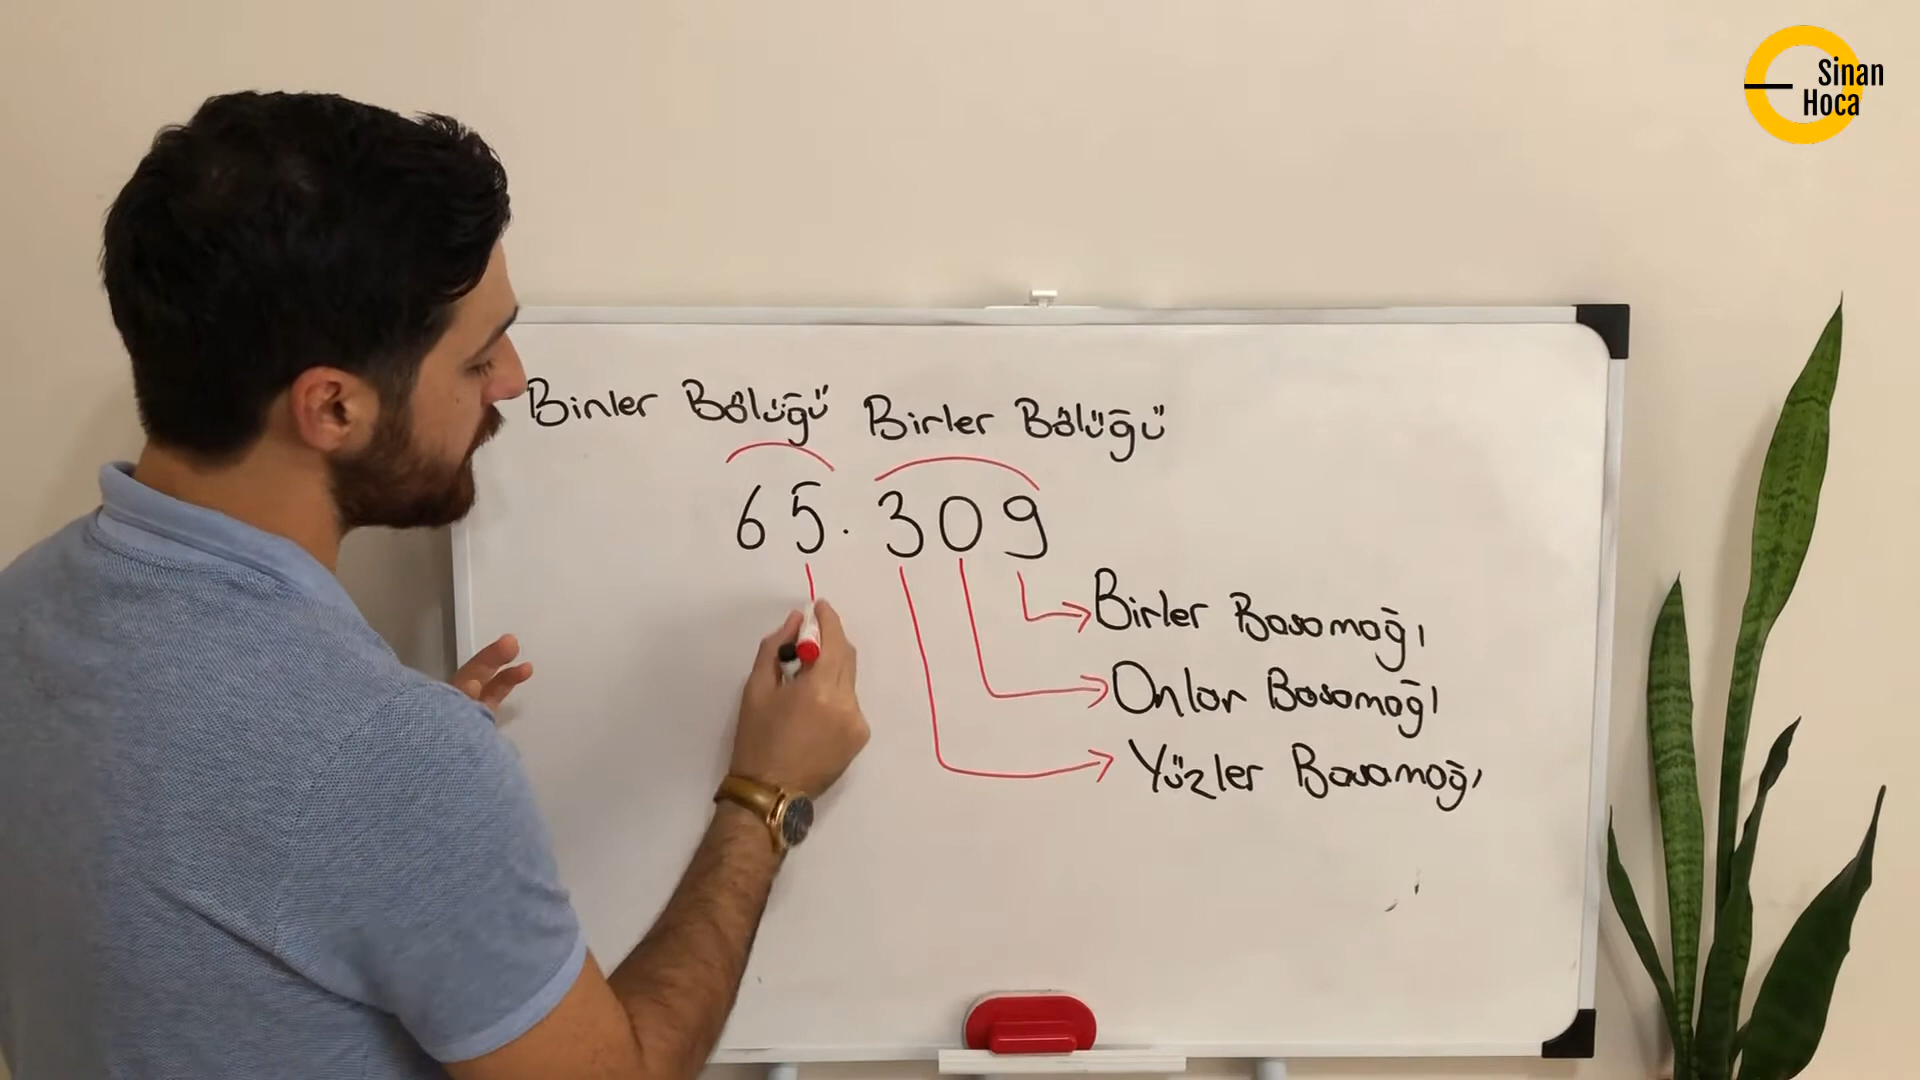 Sinan
Hoca
Binler Bölüğü Birler Bölüğü
65.309
Birler Basamağı
Onlar Basamağı
Yüzler Basamağı